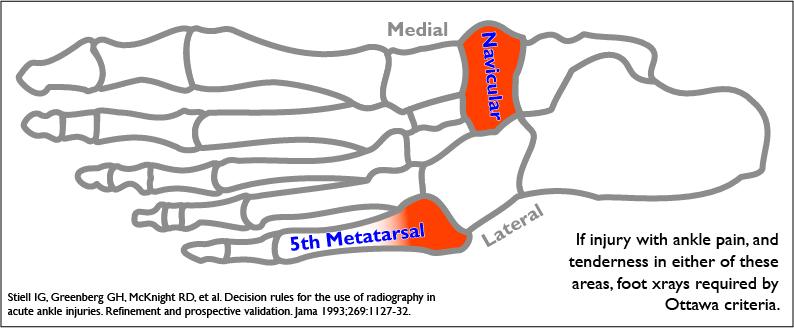 Medial
Navicular
5th Metatarsal
Lateral
If injury with ankle pain, and
tenderness in either of these
areas, foot xrays required by
Ottawa criteria.
Stiell IG, Greenberg GH, McKnight RD, et al. Decision rules for the use of radiography in
acute ankle injuries. Refinement and prospective validation. Jama 1993;269:1127-32.